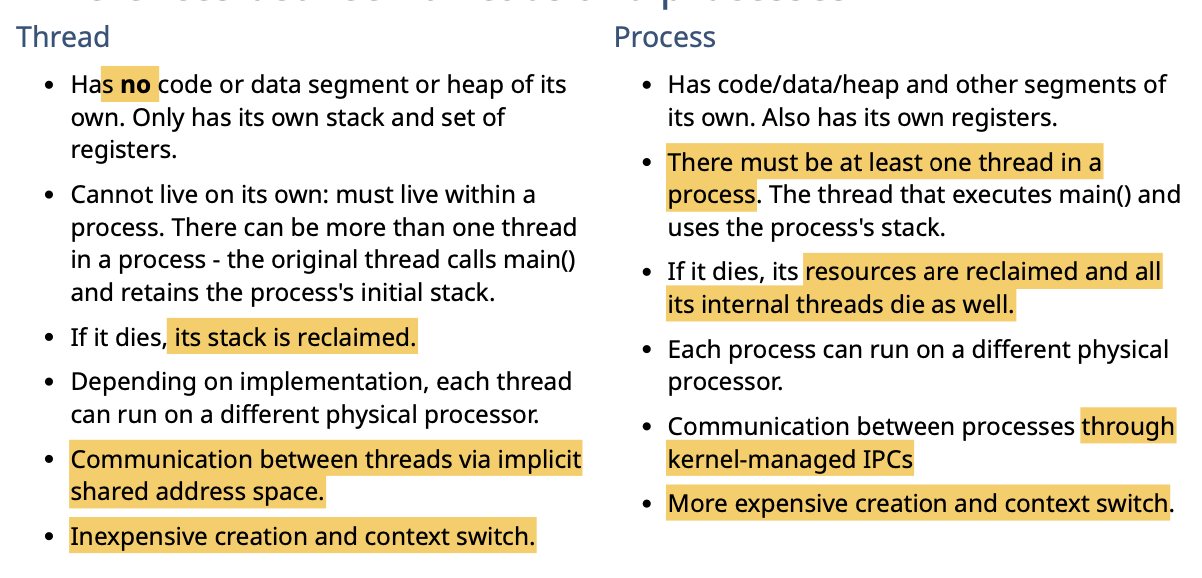 Thread
• Has no code or data segment or heap of its
own. Only has its own stack and set of
registers.
• Cannot live on its own: must live within a
process. There can be more than one thread
in a process - the original thread calls main()
and retains the process's initial stack.
• If it dies, its stack is reclaimed.
• Depending on implementation, each thread
can run on a different physical processor.
• Communication between threads via implicit
shared address space.
• Inexpensive creation and context switch.
Process
• Has code/data/heap and other segments of
its own. Also has its own registers.
• There must be at least one thread in a
process. The thread that executes main() and
uses the process's stack.
• If it dies, its resources are reclaimed and all
its internal threads die as well.
• Each process can run on a different physical
processor.
• Communication between processes through
kernel-managed IPCs
• More expensive creation and context switch.